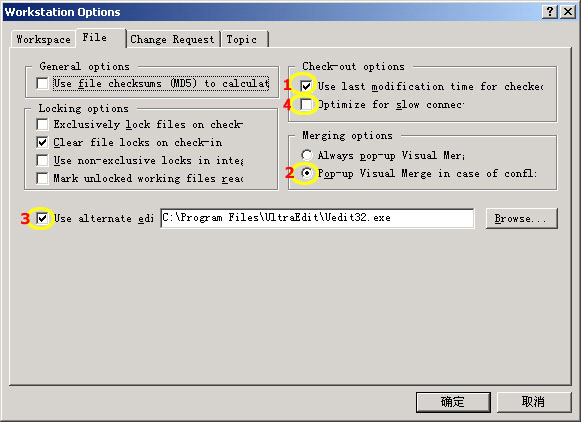 Workstation Options
Workspace File Change Request Topic
General options
Use file checksums (MD5) to calculat
Locking options
Exclusively lock files on check-
Clear file locks on check-in
Use non-exclusive locks in integ
Mark unlocked working files read
Check-out options
1 Use last modification time for checked
4 Optimize for slow connec
Merging options
Always pop-up Visual Mer
2 Pop-up Visual Merge in case of confl
3 Use alternate edi C:\Program Files\UltraEdit\Uedit32.exe Browse...
确定 取消